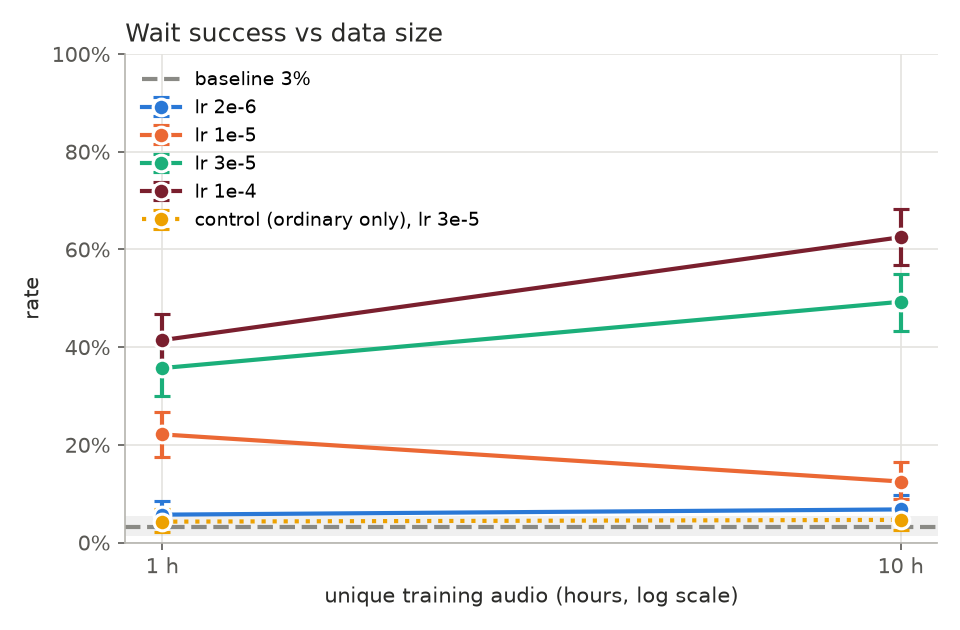 Wait success vs data size
100%
baseline 3%
lr 2e-6
lr 1e-5
80%
lr 3e-5
lr 1e-4
control (ordinary only), lr 3e-5
60%
rate
40%
20%
0%
1 h
10 h
unique training audio (hours, log scale)